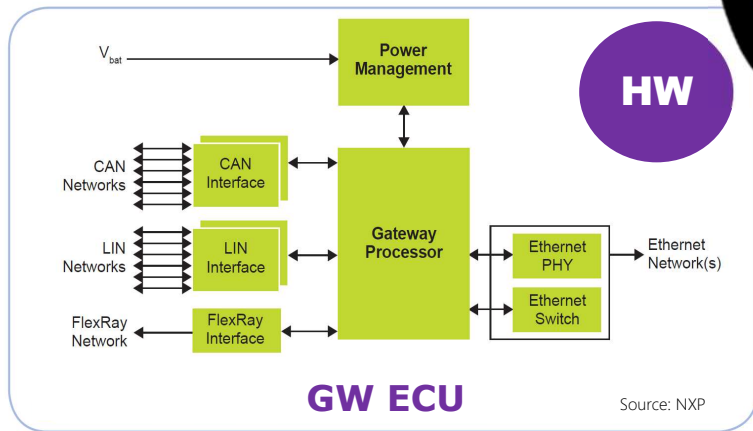 V_bat
Power
Management
HW
CAN
Networks
CAN
Interface
Gateway
Processor
LIN
Networks
LIN
Interface
Ethernet
PHY
Ethernet
Network(s)
FlexRay
Network
FlexRay
Interface
Ethernet
Switch
GW ECU
Source: NXP